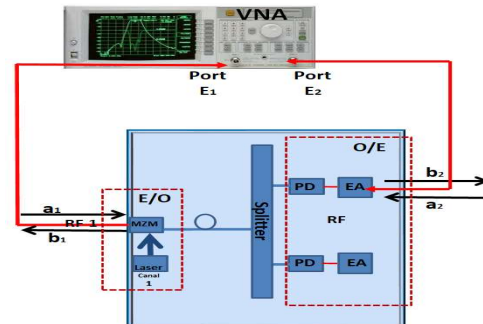 VNA
Port
E1
Port
E2
O/E
b2
a2
a1
E/O
RF 1
b1
MZM
Laser
Canal
1
Splitter
PD
EA
RF
PD
EA